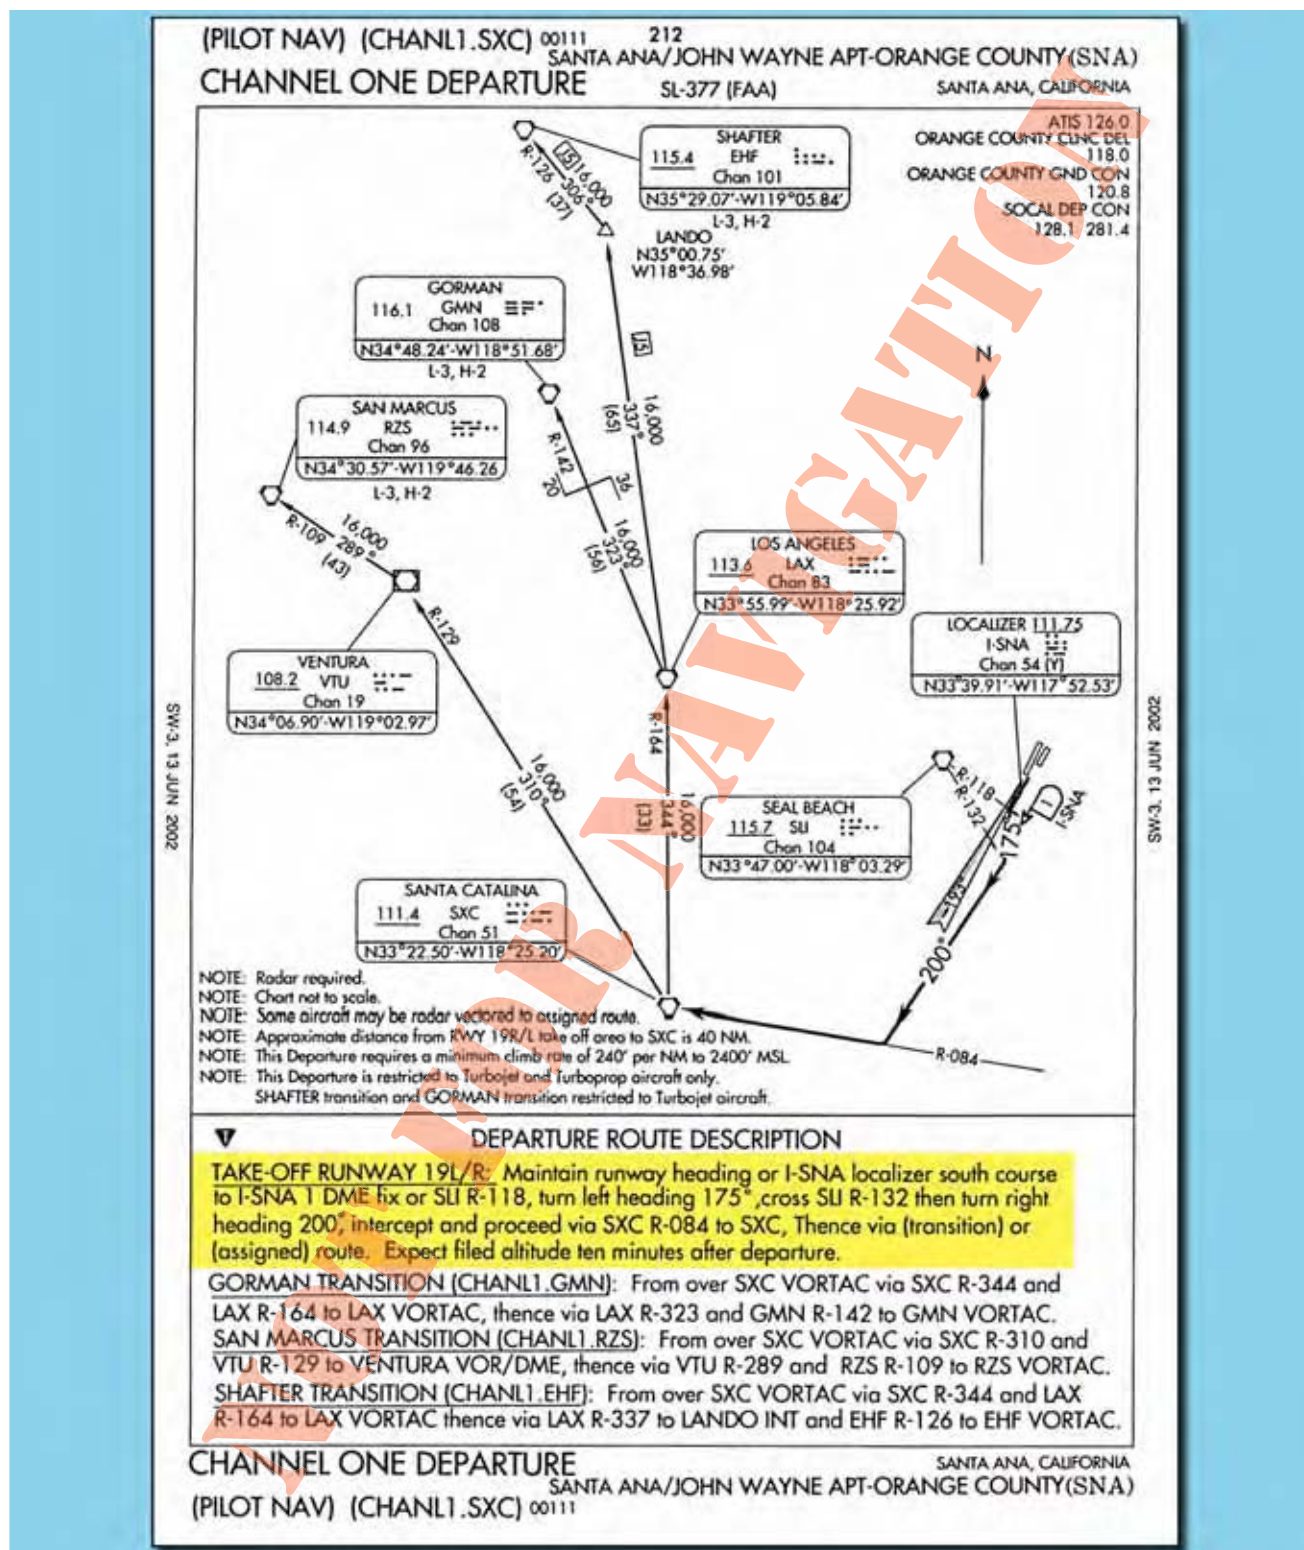 (PILOT NAV) (CHANL1.SXC) 00111 212
SANTA ANA/JOHN WAYNE APT-ORANGE COUNTY(SNA)
CHANNEL ONE DEPARTURE SL-377 (FAA) SANTA ANA, CALIFORNIA
ATIS 126.0
ORANGE COUNTY CLNC DEL
118.0
ORANGE COUNTY GND CON
120.8
SOCAL DEP CON
128.1 281.4
SHAFTER
115.4 EHF
Chan 101
N35°29.07'-W119°05.84'
L-3, H-2
R-126
J5
16,000
306°
(37)
LANDO
N35°00.75'
W118°36.98'
GORMAN
116.1 GMN
Chan 108
N34°48.24'-W118°51.68'
L-3, H-2
J5
16,000
337°
(65)
N
SAN MARCUS
114.9 RZS
Chan 96
N34°30.57'-W119°46.26
L-3, H-2
R-142
20
36
16,000
323°
(56)
R-109
16,000
289°
(43)
LOS ANGELES
113.6 LAX
Chan 83
N33°55.99'-W118°25.92'
R-129
LOCALIZER 111.75
I-SNA
Chan 54 (Y)
N33°39.91'-W117°52.53'
VENTURA
108.2 VTU
Chan 19
N34°06.90'-W119°02.97'
R-164
16,000
344°
(33)
16,000
310°
(54)
R-118
R-132
1
I-SNA
175°
193°
200°
SEAL BEACH
115.7 SLI
Chan 104
N33°47.00'-W118°03.29'
SANTA CATALINA
111.4 SXC
Chan 51
N33°22.50'-W118°25.20'
R-084
SW-3, 13 JUN 2002
SW-3, 13 JUN 2002
NOTE: Radar required.
NOTE: Chart not to scale.
NOTE: Some aircraft may be radar vectored to assigned route.
NOTE: Approximate distance from RWY 19R/L take off area to SXC is 40 NM.
NOTE: This Departure requires a minimum climb rate of 240' per NM to 2400' MSL
NOTE: This Departure is restricted to Turbojet and Turboprop aircraft only.
SHAFTER transition and GORMAN transition restricted to Turbojet aircraft.
T DEPARTURE ROUTE DESCRIPTION
TAKE-OFF RUNWAY 19L/R: Maintain runway heading or I-SNA localizer south course
to I-SNA 1 DME fix or SLI R-118, turn left heading 175°,cross SLI R-132 then turn right
heading 200°, intercept and proceed via SXC R-084 to SXC, Thence via (transition) or
(assigned) route. Expect filed altitude ten minutes after departure.
GORMAN TRANSITION (CHANL1.GMN): From over SXC VORTAC via SXC R-344 and
LAX R-164 to LAX VORTAC, thence via LAX R-323 and GMN R-142 to GMN VORTAC.
SAN MARCUS TRANSITION (CHANL1.RZS): From over SXC VORTAC via SXC R-310 and
VTU R-129 to VENTURA VOR/DME, thence via VTU R-289 and RZS R-109 to RZS VORTAC.
SHAFTER TRANSITION (CHANL1.EHF): From over SXC VORTAC via SXC R-344 and LAX
R-164 to LAX VORTAC thence via LAX R-337 to LANDO INT and EHF R-126 to EHF VORTAC.
CHANNEL ONE DEPARTURE SANTA ANA, CALIFORNIA
SANTA ANA/JOHN WAYNE APT-ORANGE COUNTY(SNA)
(PILOT NAV) (CHANL1.SXC) 00111
NOT FOR NAVIGATION